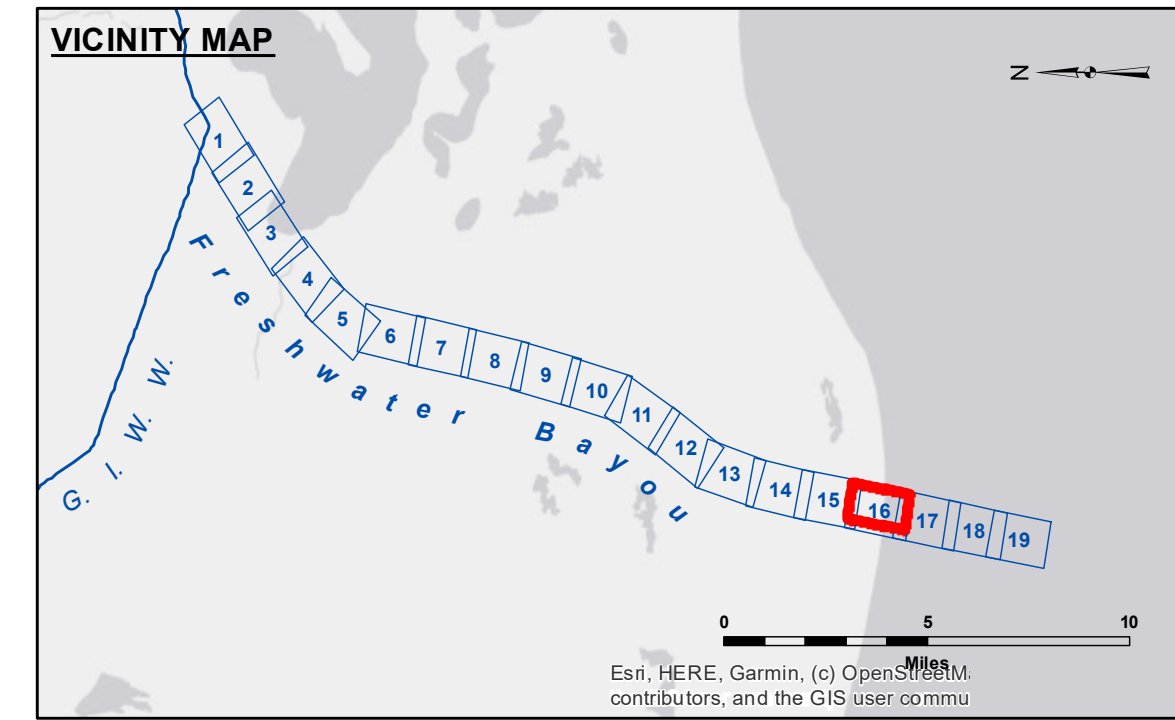 VICINITY MAP
N
1
2
3
4
5
6
7
8
9
10
11
12
13
14
15
16
17
18
19
Freshwater Bayou
G. I. W. W.
0 5 10
Miles
Esri, HERE, Garmin, (c) OpenStreetM
contributors, and the GIS user commu